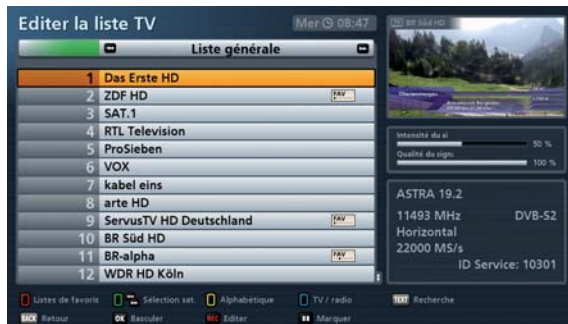 Editer la liste TV
Mer 08:47
TV BR Süd HD
Liste générale
1 Das Erste HD
2 ZDF HD FAV
3 SAT.1
4 RTL Television
5 ProSieben
6 VOX
7 kabel eins
8 arte HD
9 ServusTV HD Deutschland FAV
10 BR Süd HD
11 BR-alpha FAV
12 WDR HD Köln
Oberammergau
Intensité du si
50 %
Qualité du sign:
100 %
ASTRA 19.2
11493 MHz DVB-S2
Horizontal
22000 MS/s
ID Service: 10301
Listes de favoris
Sélection sat.
Alphabétique
TV / radio
TEXT Recherche
BACK Retour
OK Basculer
REC Editer
Marquer